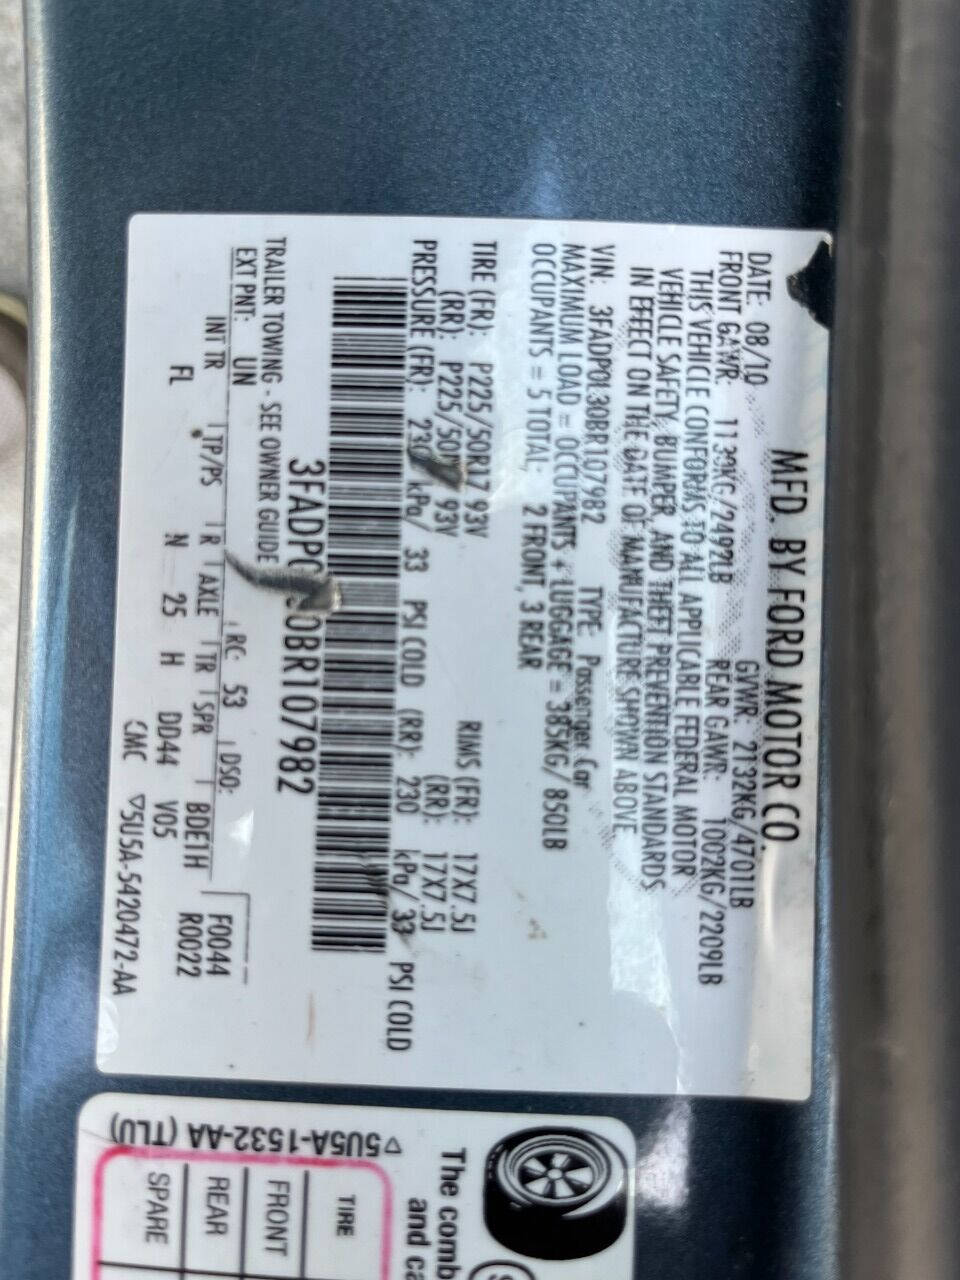 MFD. BY FORD MOTOR CO.
DATE: 08/10 GVWR: 2132KG/4701LB
FRONT GAWR: 1130KG/2492LB REAR GAWR: 1002KG/2209LB
THIS VEHICLE CONFORMS TO ALL APPLICABLE FEDERAL MOTOR
VEHICLE SAFETY, BUMPER, AND THEFT PREVENTION STANDARDS
IN EFFECT ON THE DATE OF MANUFACTURE SHOWN ABOVE
VIN: 3FADP0L30BR107982 TYPE: Passenger Car
MAXIMUM LOAD = OCCUPANTS + LUGGAGE = 385KG/ 850LB
OCCUPANTS = 5 TOTAL: 2 FRONT, 3 REAR
TIRE (FR): P225/50R17 93V RIMS (FR): 17X7.5J
(RR): 93V (RR): 17X7.5J
PRESSURE (FR): 230 kPa/ 33 PSI COLD (RR): 230 kPa/ 33 PSI COLD
3FADP 0BR107982
TRAILER TOWING - SEE OWNER GUIDE
EXT PNT: UN RC: 53 DSO: F0044
INT TR TP/PS R AXLE TR SPR BDE1H R0022
FL N 25 H DD44 V05
CMC ▽5U5A-5420472-AA
The comb
and ca
TIRE
FRONT
REAR
SPARE
▽ 5U5A-1532-AA (TLU)